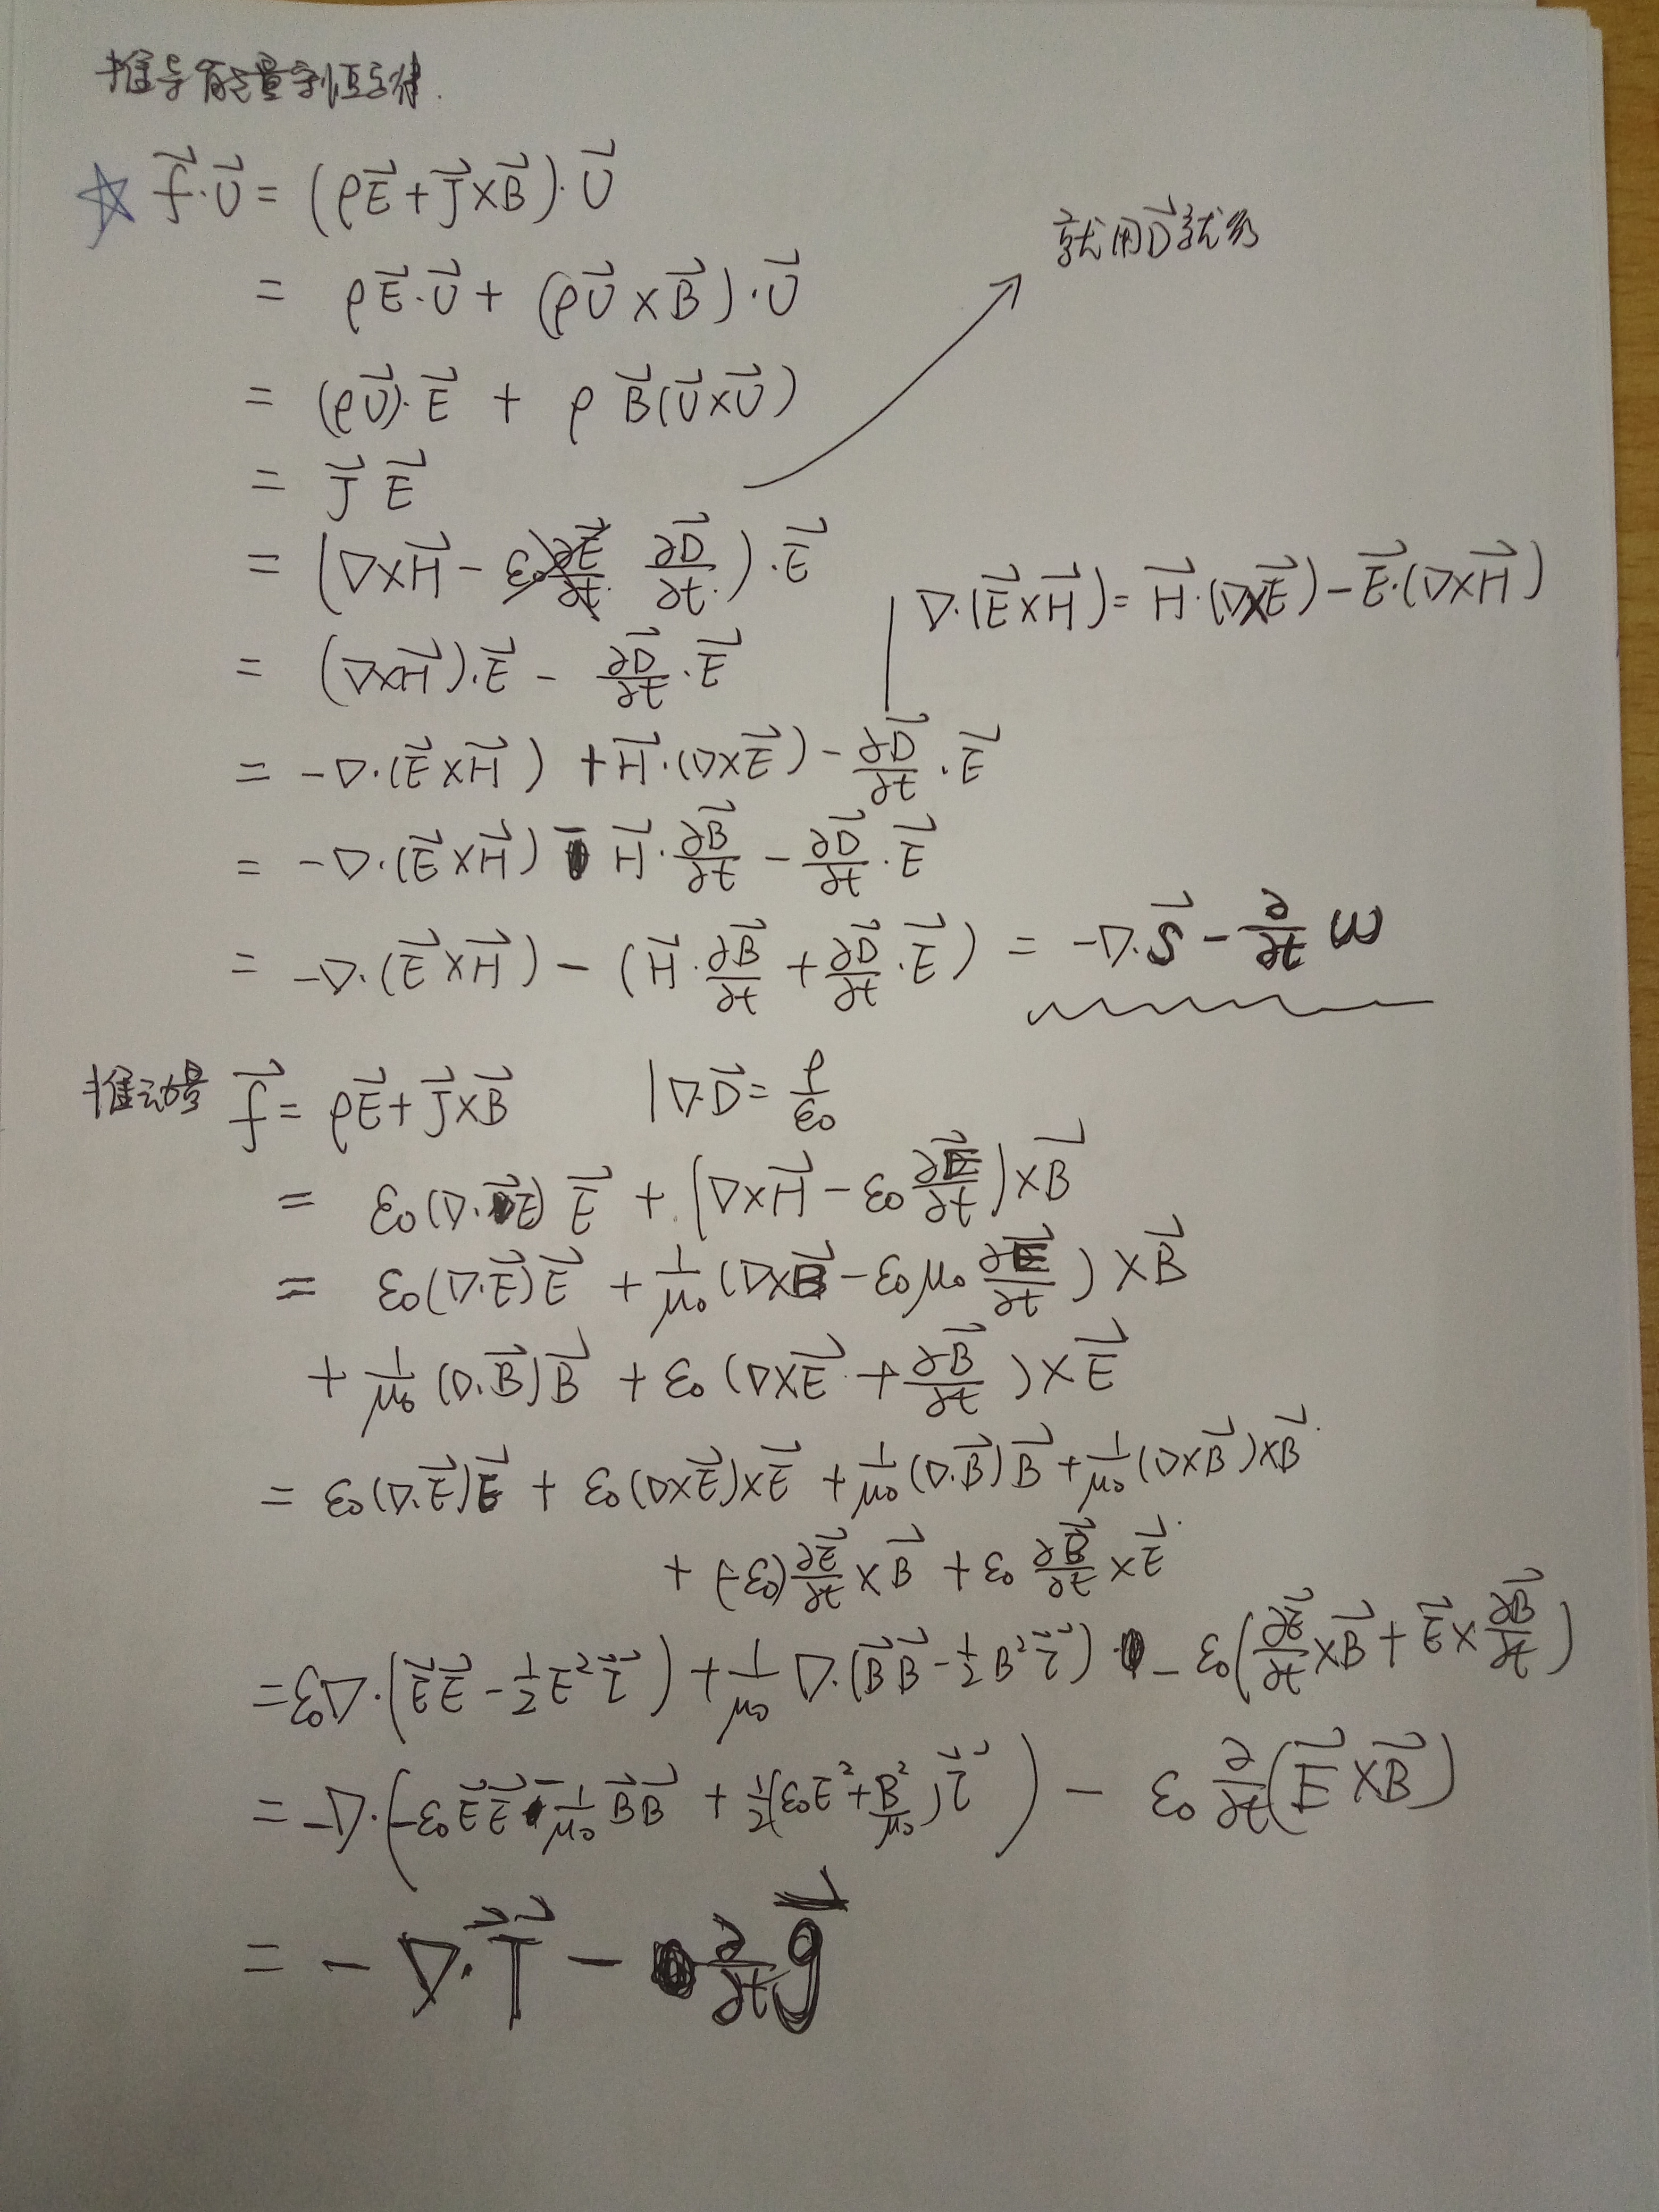 推导能量守恒定律.
☆ $\vec{f}\cdot\vec{U} = (\rho\vec{E}+\vec{J}\times\vec{B})\cdot\vec{U}$
就用$\vec{D}$就行
$= \rho\vec{E}\cdot\vec{U} + (\rho\vec{U}\times\vec{B})\cdot\vec{U}$
$= (\rho\vec{U})\cdot\vec{E} + \rho\vec{B}(\vec{U}\times\vec{U})$
$= \vec{J}\,\vec{E}$
$= (\nabla\times\vec{H} - \frac{\partial\vec{D}}{\partial t})\cdot\vec{E}$
$\nabla\cdot(\vec{E}\times\vec{H}) = \vec{H}\cdot(\nabla\times\vec{E}) - \vec{E}\cdot(\nabla\times\vec{H})$
$= (\nabla\times\vec{H})\cdot\vec{E} - \frac{\partial\vec{D}}{\partial t}\cdot\vec{E}$
$= -\nabla\cdot(\vec{E}\times\vec{H}) + \vec{H}\cdot(\nabla\times\vec{E}) - \frac{\partial\vec{D}}{\partial t}\cdot\vec{E}$
$= -\nabla\cdot(\vec{E}\times\vec{H}) - \vec{H}\cdot\frac{\partial\vec{B}}{\partial t} - \frac{\partial\vec{D}}{\partial t}\cdot\vec{E}$
$= -\nabla\cdot(\vec{E}\times\vec{H}) - (\vec{H}\cdot\frac{\partial\vec{B}}{\partial t} + \frac{\partial\vec{D}}{\partial t}\cdot\vec{E}) = -\nabla\cdot\vec{S} - \frac{\partial}{\partial t}\omega$
推动量 $\vec{f} = \rho\vec{E}+\vec{J}\times\vec{B}$ | $\nabla\cdot\vec{D} = \frac{\rho}{\varepsilon_0}$
$= \varepsilon_0(\nabla\cdot\vec{E})\vec{E} + (\nabla\times\vec{H} - \varepsilon_0\frac{\partial\vec{E}}{\partial t})\times\vec{B}$
$= \varepsilon_0(\nabla\cdot\vec{E})\vec{E} + \frac{1}{\mu_0}(\nabla\times\vec{B} - \varepsilon_0\mu_0\frac{\partial\vec{E}}{\partial t})\times\vec{B}$
$+ \frac{1}{\mu_0}(\nabla\cdot\vec{B})\vec{B} + \varepsilon_0(\nabla\times\vec{E} + \frac{\partial\vec{B}}{\partial t})\times\vec{E}$
$= \varepsilon_0(\nabla\cdot\vec{E})\vec{E} + \varepsilon_0(\nabla\times\vec{E})\times\vec{E} + \frac{1}{\mu_0}(\nabla\cdot\vec{B})\vec{B} + \frac{1}{\mu_0}(\nabla\times\vec{B})\times\vec{B}$
$+ (-\varepsilon_0)\frac{\partial\vec{E}}{\partial t}\times\vec{B} + \varepsilon_0\frac{\partial\vec{B}}{\partial t}\times\vec{E}$
$= \varepsilon_0\nabla\cdot(\vec{E}\vec{E} - \frac{1}{2}E^2\vec{\vec{I}}) + \frac{1}{\mu_0}\nabla\cdot(\vec{B}\vec{B} - \frac{1}{2}B^2\vec{\vec{I}}) - \varepsilon_0(\frac{\partial\vec{E}}{\partial t}\times\vec{B} + \vec{E}\times\frac{\partial\vec{B}}{\partial t})$
$= -\nabla\cdot(-\varepsilon_0\vec{E}\vec{E} - \frac{1}{\mu_0}\vec{B}\vec{B} + \frac{1}{2}(\varepsilon_0E^2 + \frac{B^2}{\mu_0})\vec{\vec{I}}) - \varepsilon_0\frac{\partial}{\partial t}(\vec{E}\times\vec{B})$
$= -\nabla\cdot\vec{\vec{T}} - \frac{\partial}{\partial t}\vec{g}$